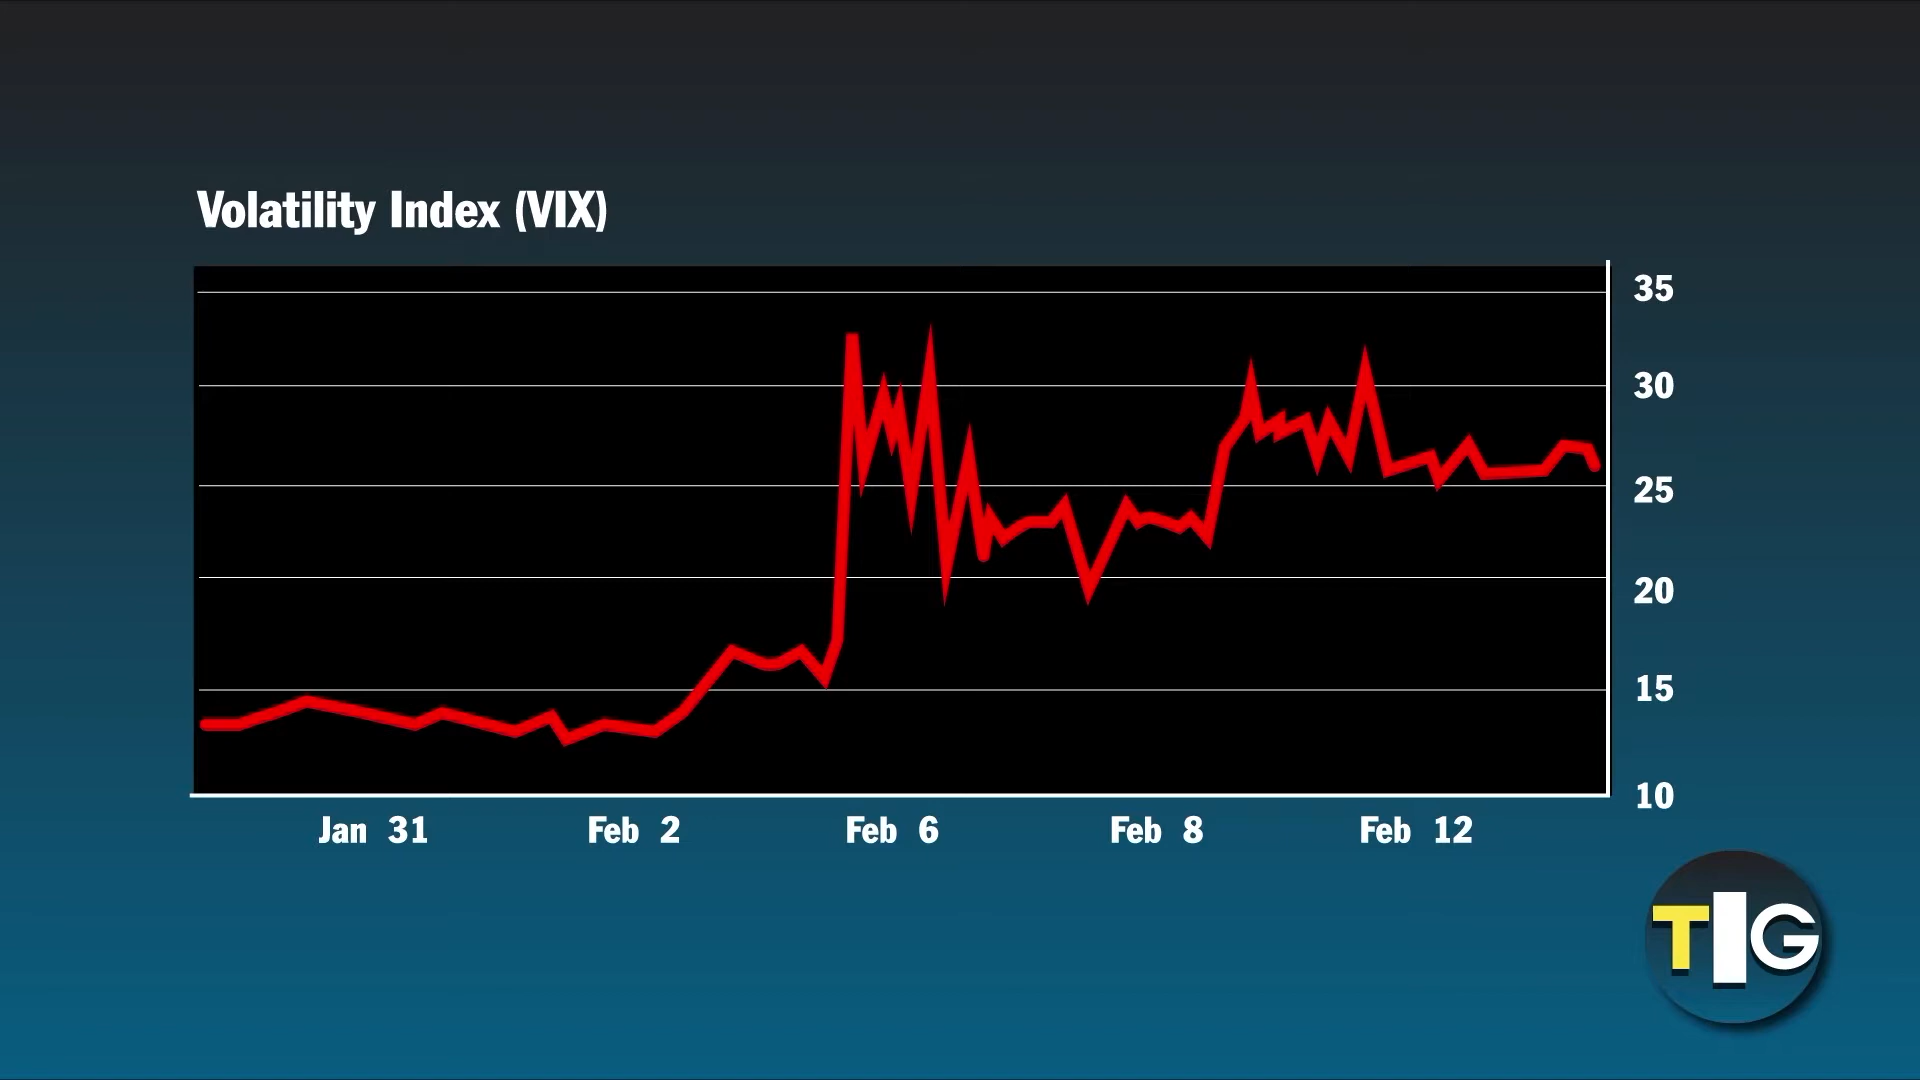 Volatility Index (VIX)
35
30
25
20
15
10
Jan 31
Feb 2
Feb 6
Feb 8
Feb 12
TIG